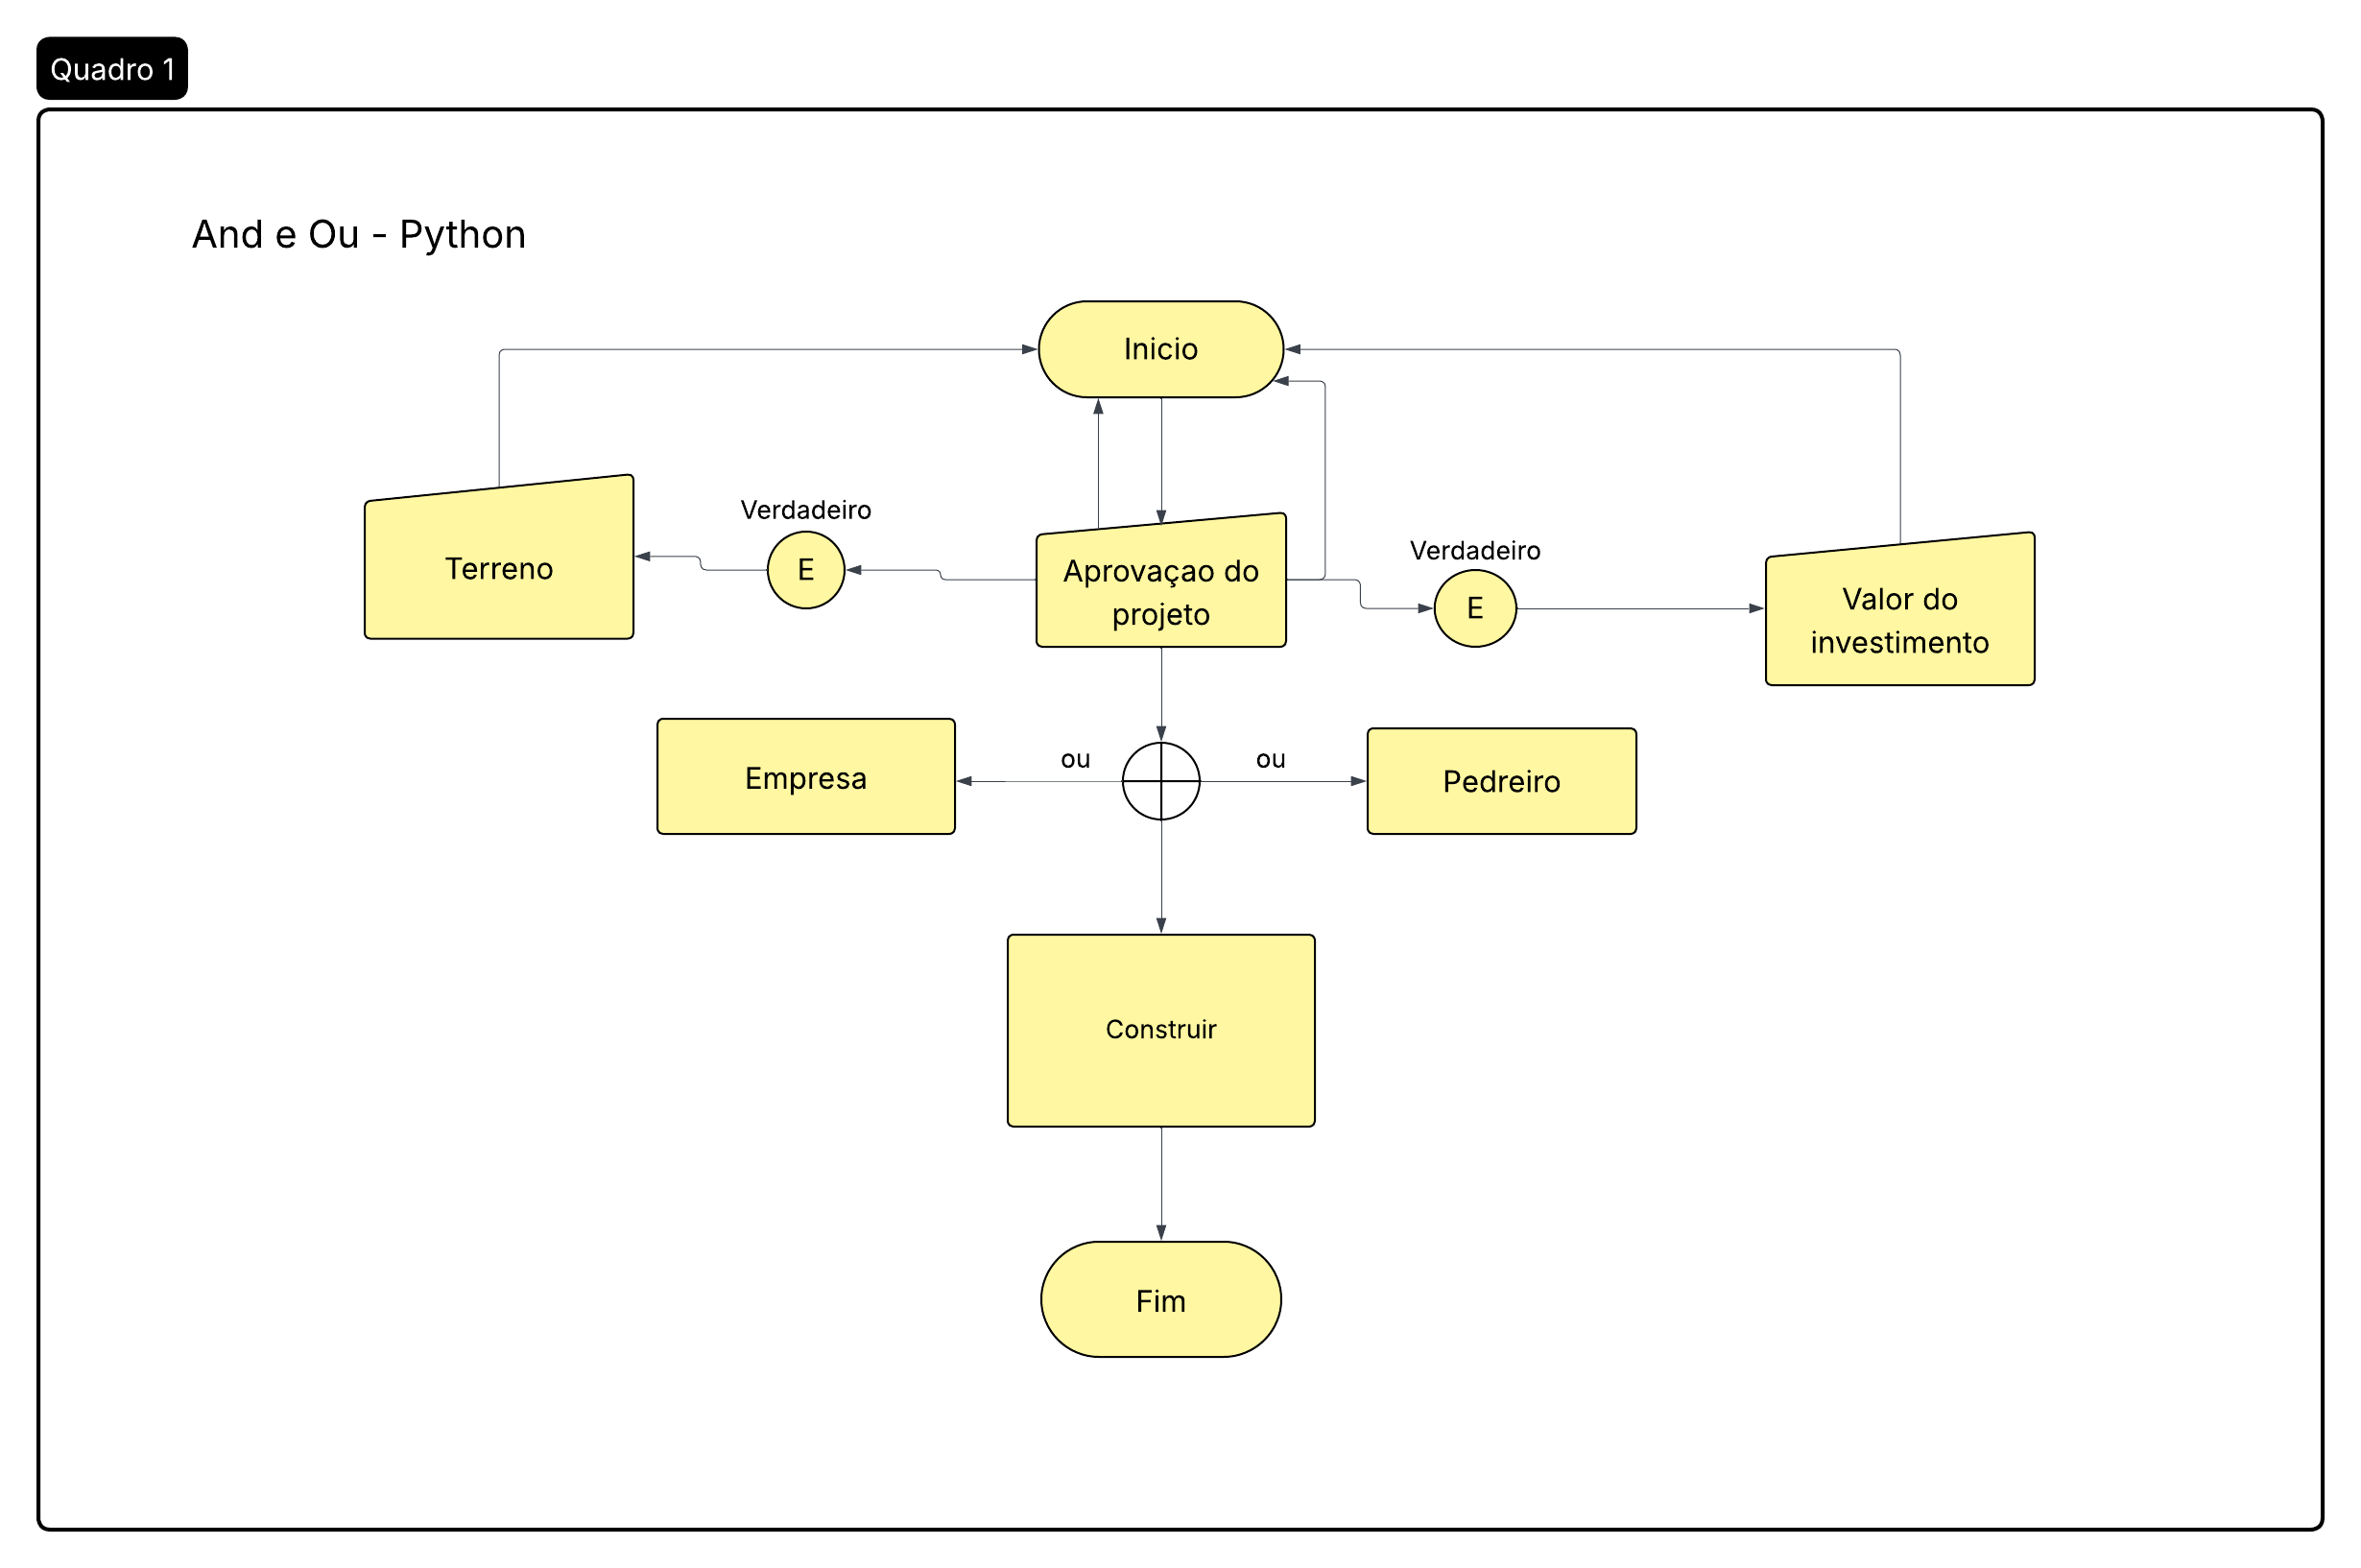 Quadro 1
And e Ou - Python
Inicio
Verdadeiro
Terreno
E
Aprovaçao do
projeto
Verdadeiro
E
Valor do
investimento
Empresa
ou
ou
Pedreiro
Construir
Fim